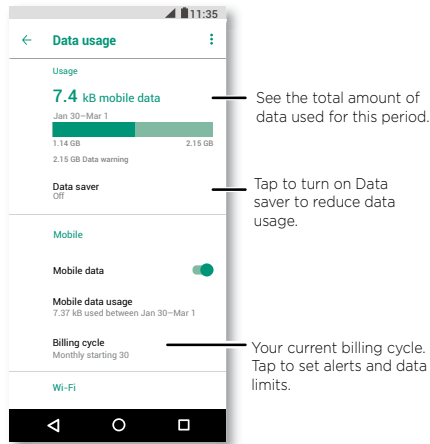 11:35
Data usage
Usage
7.4 kB mobile data
Jan 30–Mar 1
1.14 GB 2.15 GB
2.15 GB Data warning
Data saver
Off
Mobile
Mobile data
Mobile data usage
7.37 kB used between Jan 30–Mar 1
Billing cycle
Monthly starting 30
Wi-Fi
See the total amount of
data used for this period.
Tap to turn on Data
saver to reduce data
usage.
Your current billing cycle.
Tap to set alerts and data
limits.